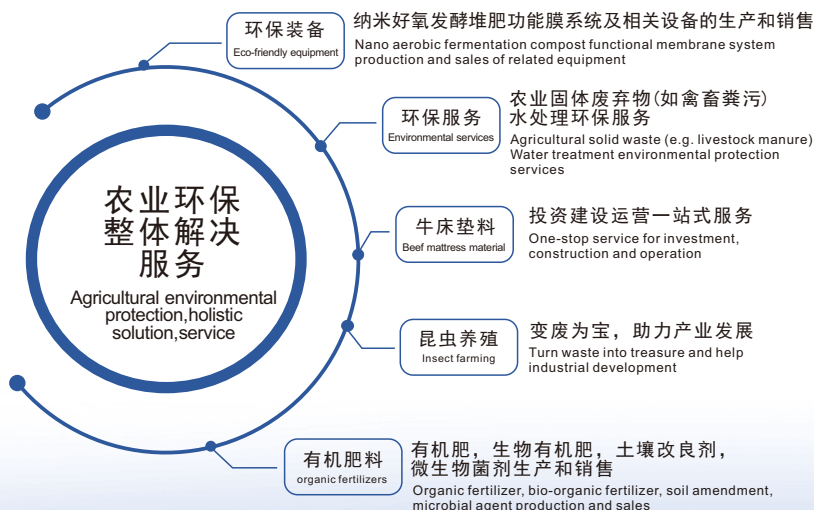 环保装备
Eco-friendly equipment
纳米好氧发酵堆肥功能膜系统及相关设备的生产和销售
Nano aerobic fermentation compost functional membrane system
production and sales of related equipment
环保服务
Environmental services
农业固体废弃物(如禽畜粪污)
水处理环保服务
Agricultural solid waste (e.g. livestock manure)
Water treatment environmental protection
services
农业环保
整体解决
服务
Agricultural environmental
protection,holistic
solution,service
牛床垫料
Beef mattress material
投资建设运营一站式服务
One-stop service for investment,
construction and operation
昆虫养殖
Insect farming
变废为宝，助力产业发展
Turn waste into treasure and help
industrial development
有机肥料
organic fertilizers
有机肥，生物有机肥，土壤改良剂，
微生物菌剂生产和销售
Organic fertilizer, bio-organic fertilizer, soil amendment,
microbial agent production and sales